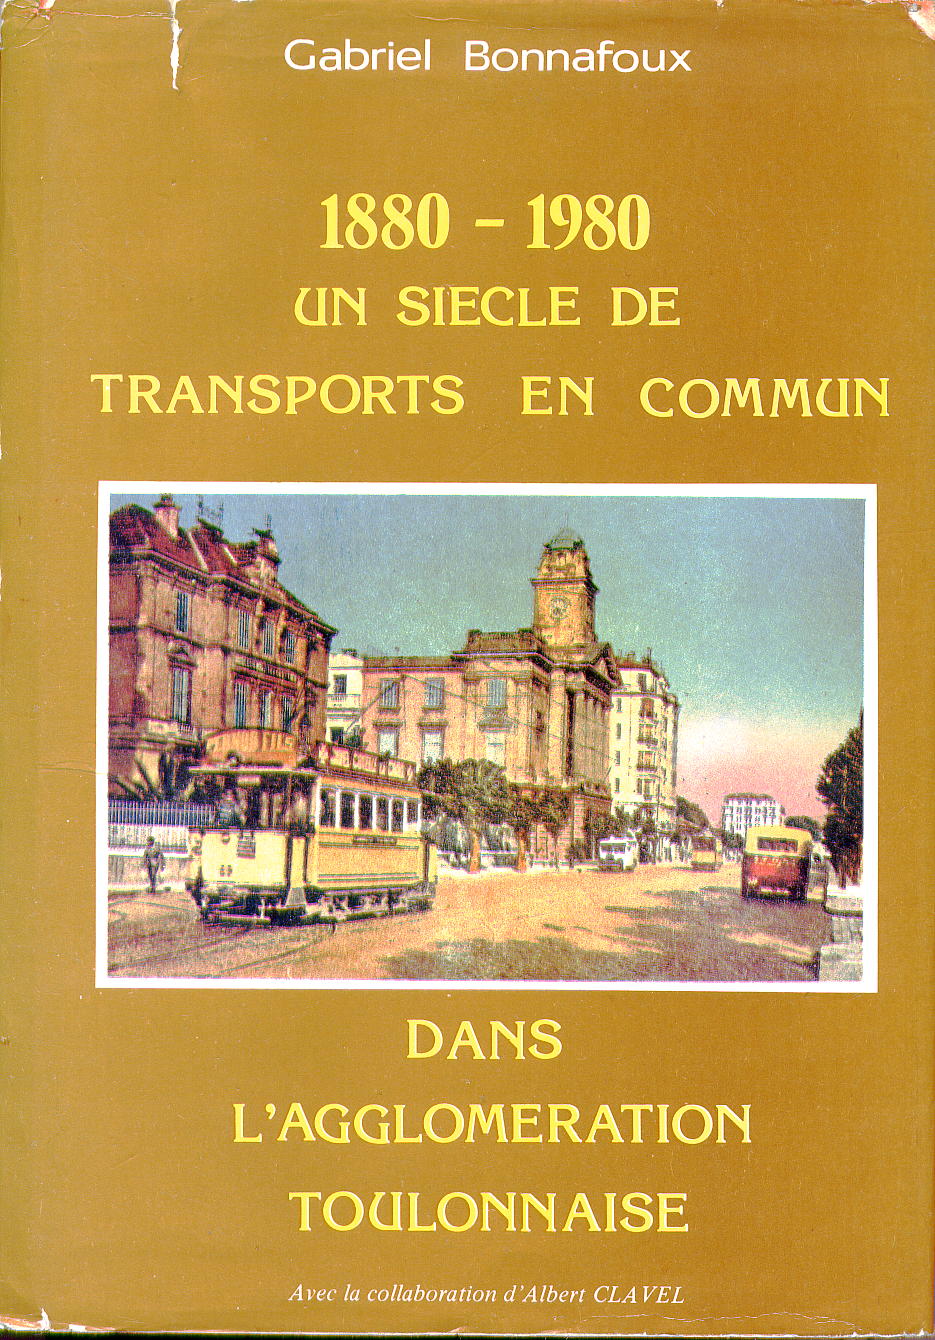 Gabriel Bonnafoux
1880 - 1980
UN SIECLE DE
TRANSPORTS EN COMMUN
DANS
L'AGGLOMERATION
TOULONNAISE
Avec la collaboration d'Albert CLAVEL